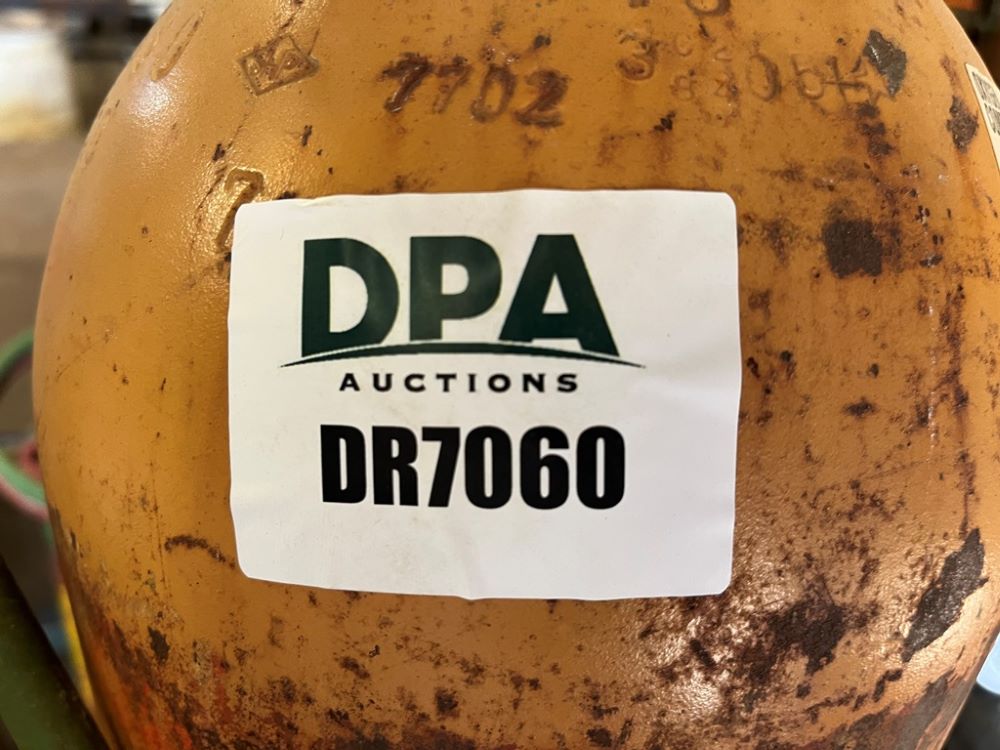 7702
DPA
AUCTIONS
DR7060